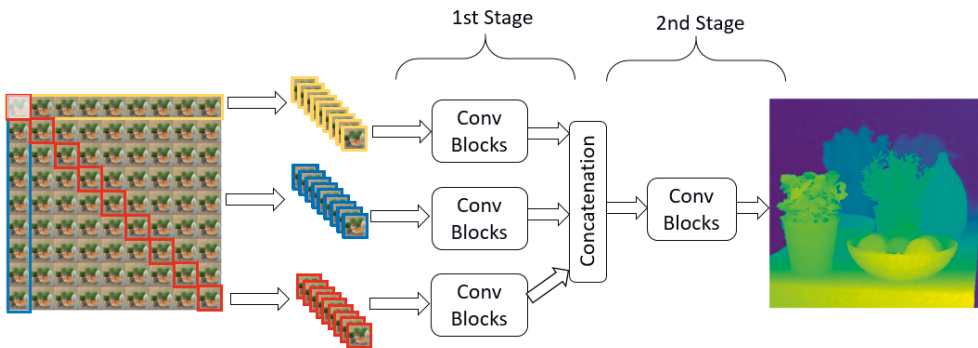 1st Stage
2nd Stage
Conv
Blocks
Conv
Blocks
Conv
Blocks
Concatenation
Conv
Blocks